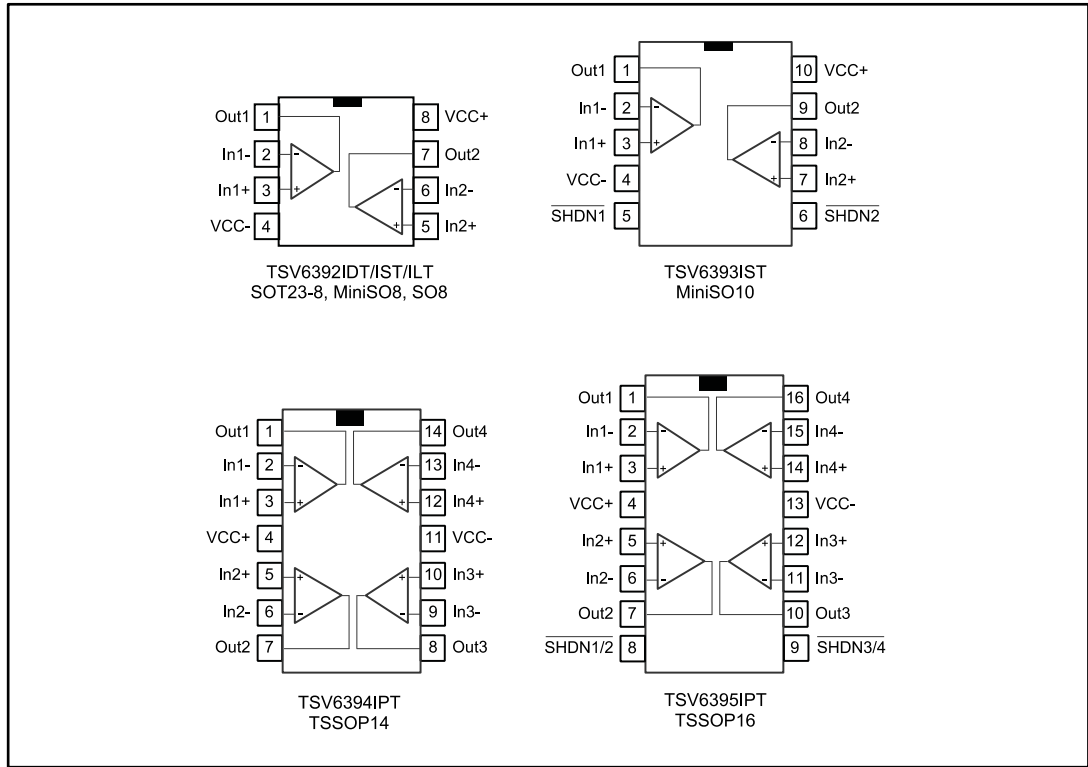 Out1 1 8 VCC+
In1- 2 - 7 Out2
In1+ 3 + - 6 In2-
VCC- 4 + 5 In2+
TSV6392IDT/IST/ILT
SOT23-8, MiniSO8, SO8
Out1 1 10 VCC+
In1- 2 - 9 Out2
In1+ 3 + - 8 In2-
VCC- 4 + 7 In2+
SHDN1 5 6 SHDN2
TSV6393IST
MiniSO10
Out1 1 14 Out4
In1- 2 - - 13 In4-
In1+ 3 + + 12 In4+
VCC+ 4 11 VCC-
In2+ 5 + + 10 In3+
In2- 6 - - 9 In3-
Out2 7 8 Out3
TSV6394IPT
TSSOP14
Out1 1 16 Out4
In1- 2 - - 15 In4-
In1+ 3 + + 14 In4+
VCC+ 4 13 VCC-
In2+ 5 + + 12 In3+
In2- 6 - - 11 In3-
Out2 7 10 Out3
SHDN1/2 8 9 SHDN3/4
TSV6395IPT
TSSOP16